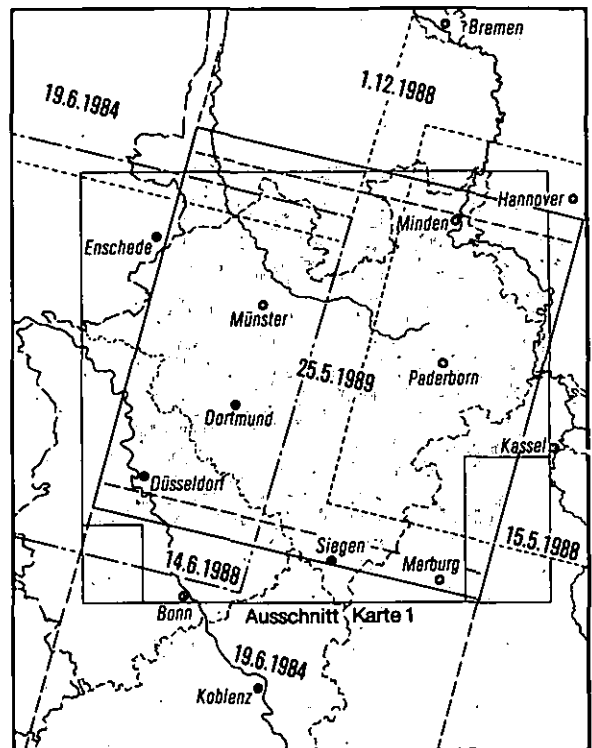 Bremen
19.6.1984
1.12.1988
Hannover
Minden
Enschede
Münster
25.5.1989
Paderborn
Dortmund
Kassel
Düsseldorf
15.5.1988
Siegen
14.6.1988
Marburg
Bonn
Ausschnitt Karte 1
19.6.1984
Koblenz